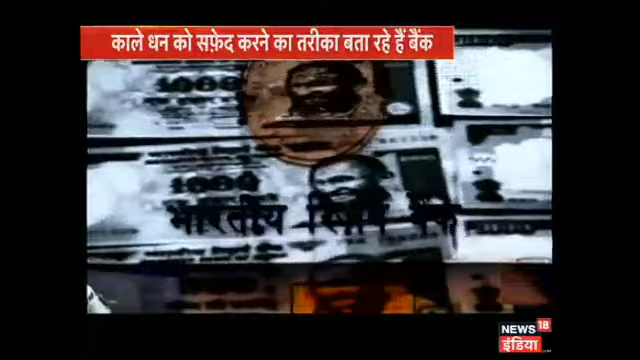 काले धन को सफ़ेद करने का तरीका बता रहे हैं बैंक
1000
1000
भारतीय रिज़र्व बैंक
NEWS 18
इंडिया